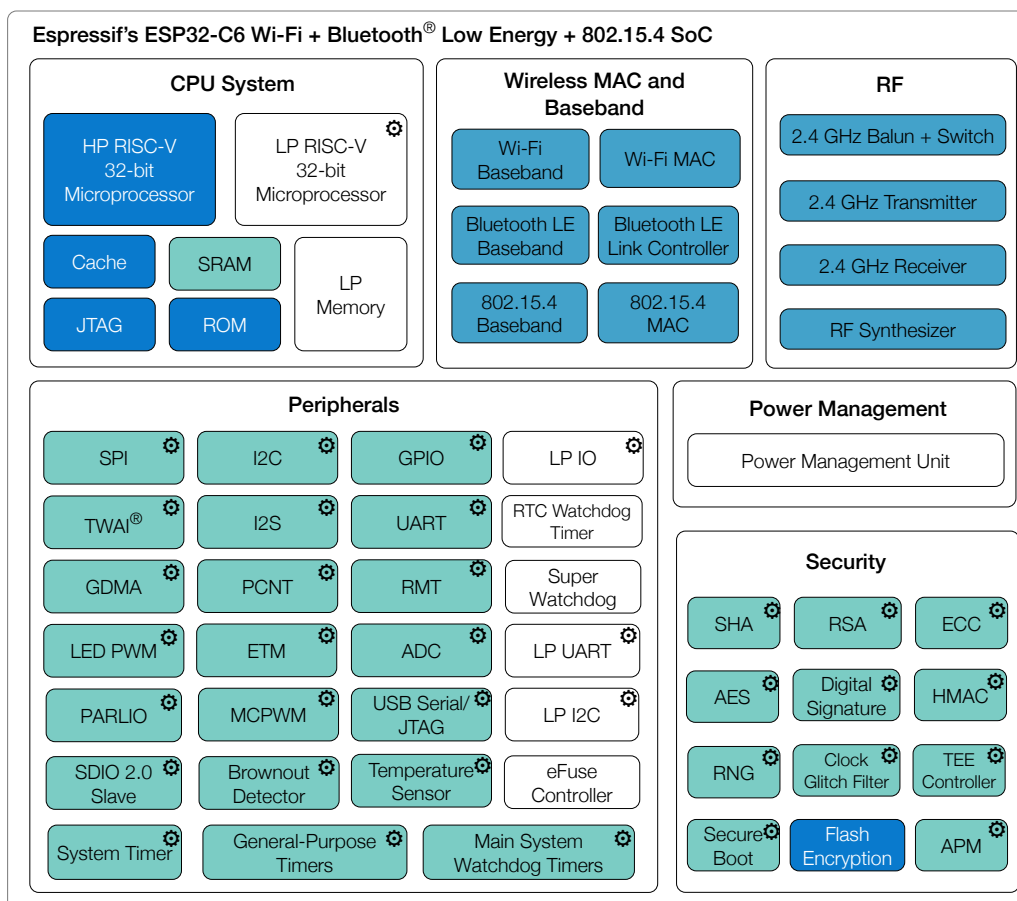 Espressif's ESP32-C6 Wi-Fi + Bluetooth® Low Energy + 802.15.4 SoC
CPU System
HP RISC-V
32-bit
Microprocessor
LP RISC-V
32-bit
Microprocessor
Cache
SRAM
LP
Memory
JTAG
ROM
Wireless MAC and
Baseband
Wi-Fi
Baseband
Wi-Fi MAC
Bluetooth LE
Baseband
Bluetooth LE
Link Controller
802.15.4
Baseband
802.15.4
MAC
RF
2.4 GHz Balun + Switch
2.4 GHz Transmitter
2.4 GHz Receiver
RF Synthesizer
Peripherals
SPI
I2C
GPIO
LP IO
TWAI®
I2S
UART
RTC Watchdog
Timer
GDMA
PCNT
RMT
Super
Watchdog
LED PWM
ETM
ADC
LP UART
PARLIO
MCPWM
USB Serial/
JTAG
LP I2C
SDIO 2.0
Slave
Brownout
Detector
Temperature
Sensor
eFuse
Controller
System Timer
General-Purpose
Timers
Main System
Watchdog Timers
Power Management
Power Management Unit
Security
SHA
RSA
ECC
AES
Digital
Signature
HMAC
RNG
Clock
Glitch Filter
TEE
Controller
Secure
Boot
Flash
Encryption
APM